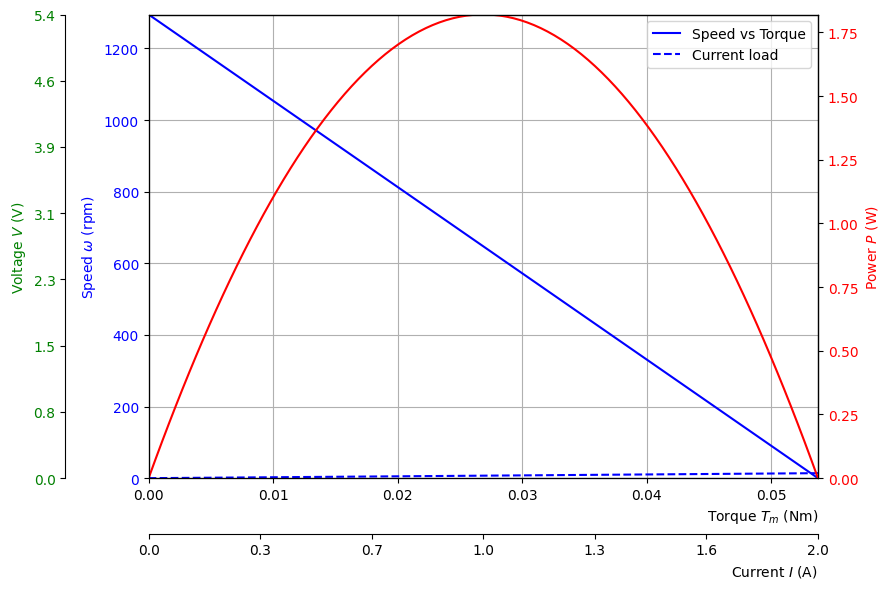 Speed vs Torque
Current load
Voltage V (V)
5.4
4.6
3.9
3.1
2.3
1.5
0.8
0.0
Speed ω (rpm)
1200
1000
800
600
400
200
0
Power P (W)
1.75
1.50
1.25
1.00
0.75
0.50
0.25
0.00
0.00 0.01 0.02 0.03 0.04 0.05
Torque Tm (Nm)
0.0 0.3 0.7 1.0 1.3 1.6 2.0
Current I (A)